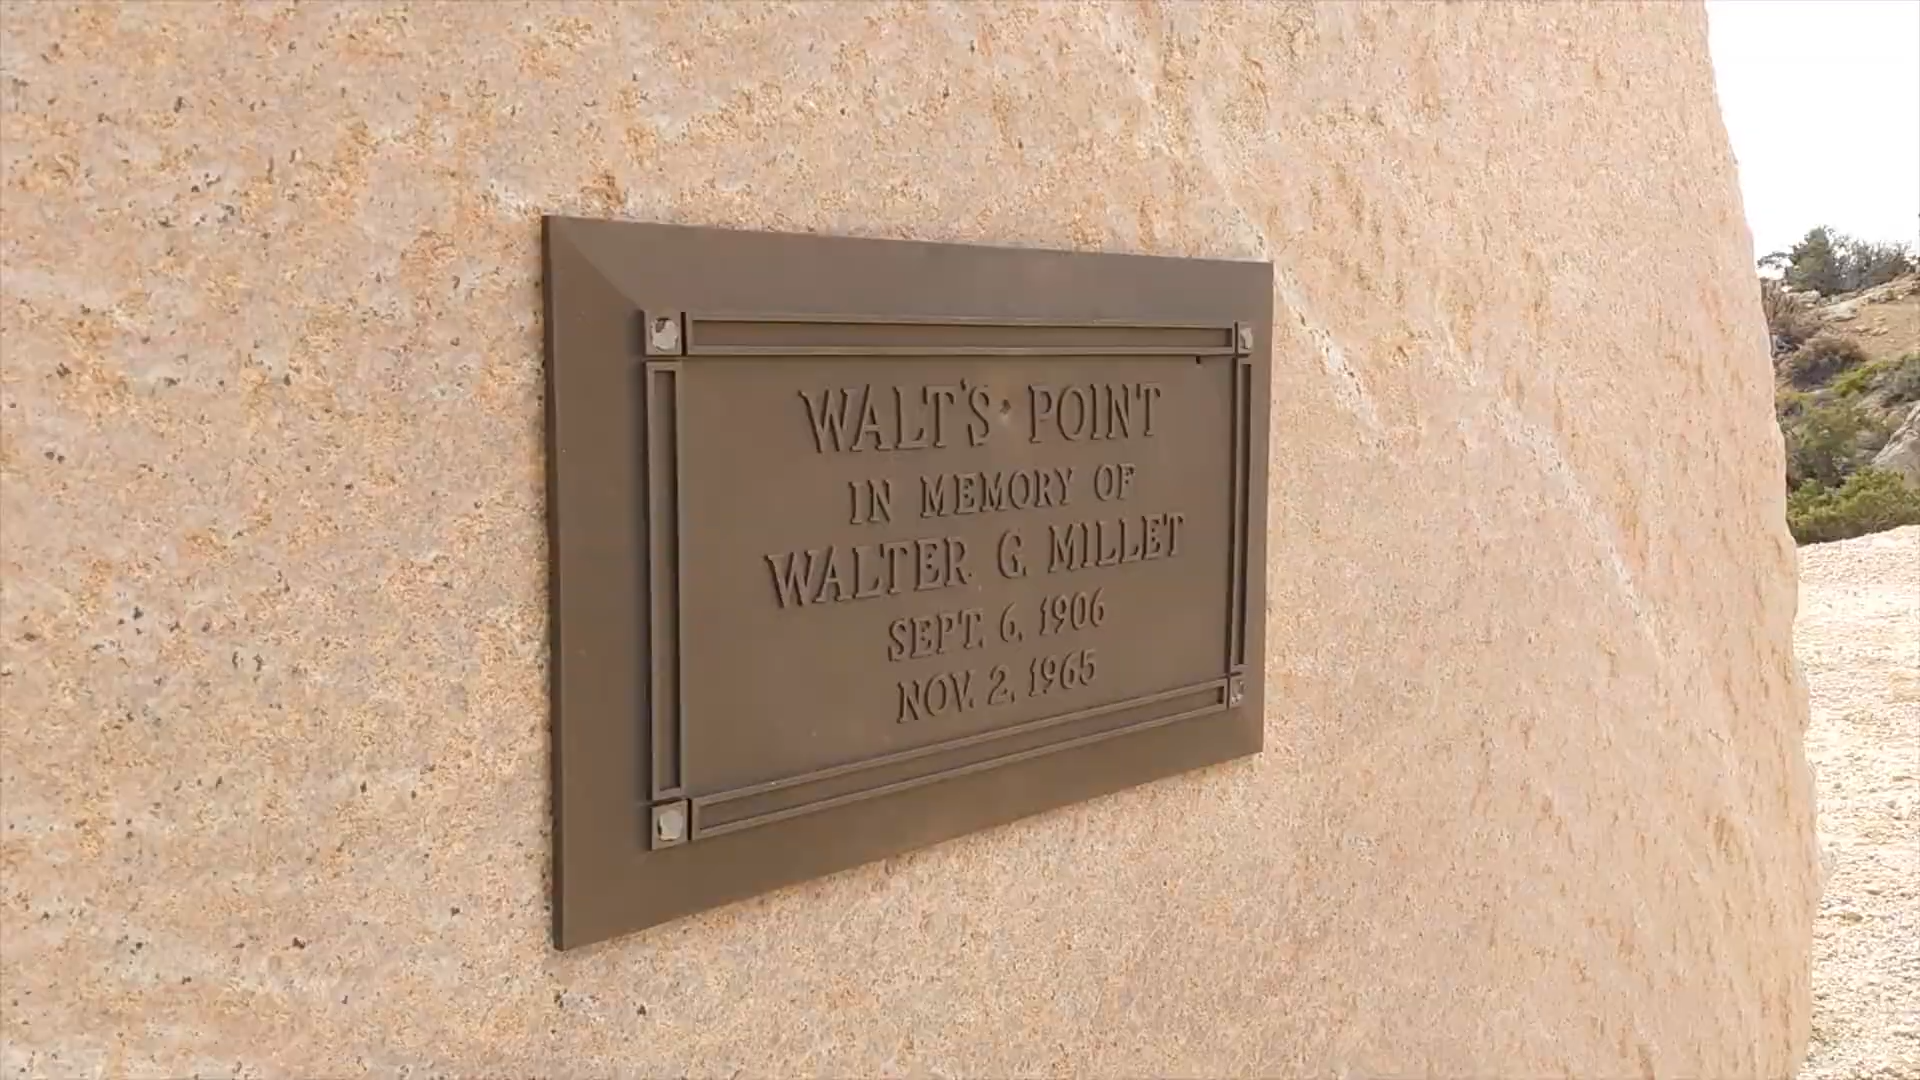 WALT'S • POINT
IN MEMORY OF
WALTER G. MILLET
SEPT. 6, 1906
NOV. 2, 1965